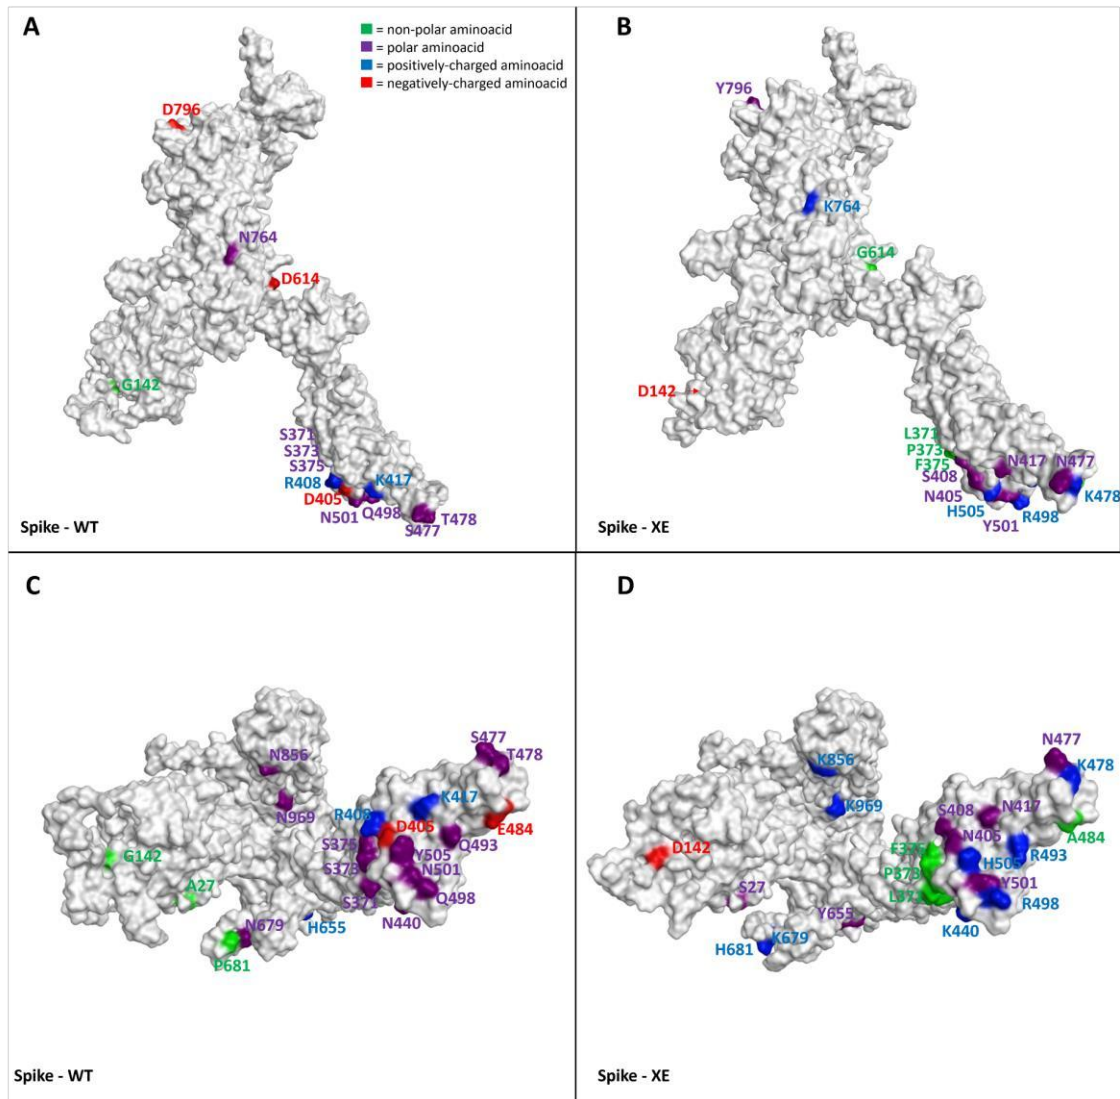 A
= non-polar aminoacid
= polar aminoacid
= positively-charged aminoacid
= negatively-charged aminoacid
D796
N764
D614
G142
S371
S373
S375
R408
K417
D405
Q498
N501
T478
S477
Spike - WT
B
Y796
K764
G614
D142
L371
P373
F375
N417
N477
S408
K478
N405
H505
R498
Y501
Spike - XE
C
S477
T478
N856
K417
N969
R408
D405
E484
S375
Q493
Y505
G142
S373
N501
A27
S371
Q498
N440
N679
H655
P681
Spike - WT
D
N477
K856
K478
K969
S408
N417
A484
N405
F375
R493
D142
H505
P373
Y501
S27
L371
R498
Y655
K440
K679
H681
Spike - XE